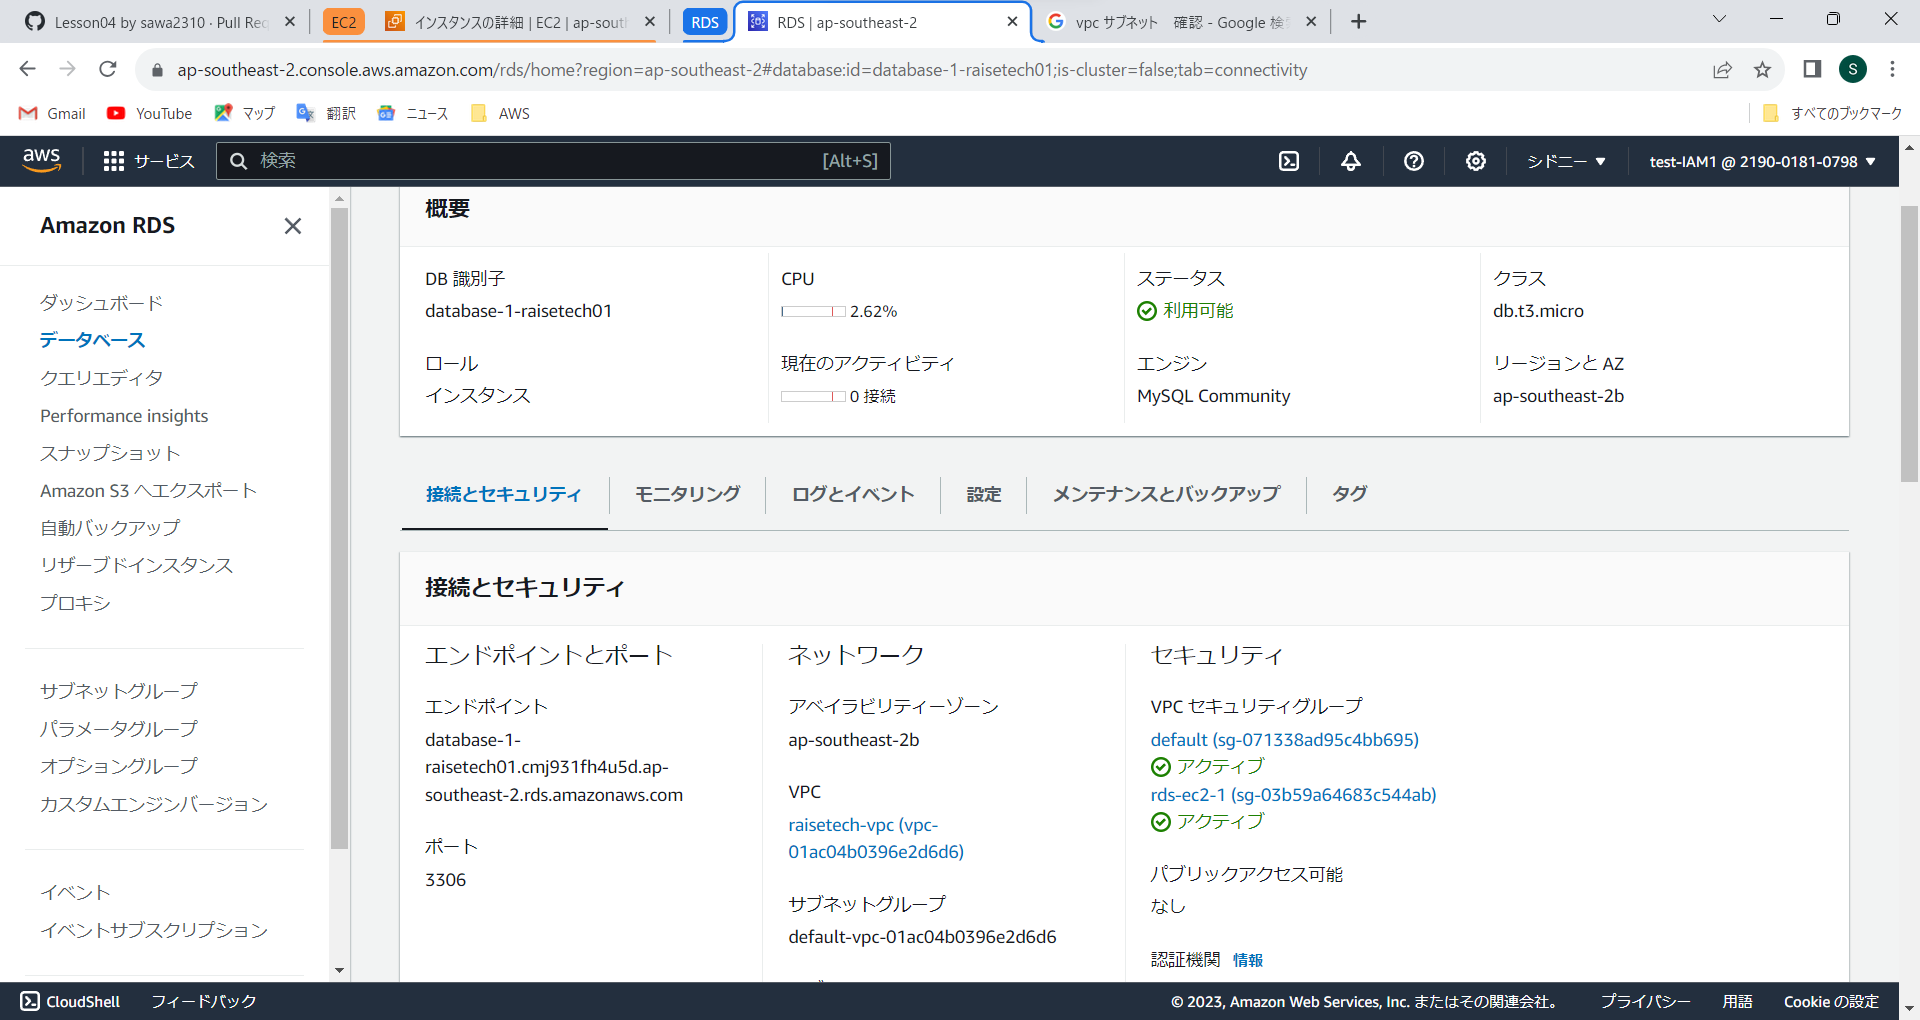 Lesson04 by sawa2310 · Pull Req
EC2
インスタンスの詳細 | EC2 | ap-south
RDS
RDS | ap-southeast-2
vpc サブネット 確認 - Google 検
ap-southeast-2.console.aws.amazon.com/rds/home?region=ap-southeast-2#database:id=database-1-raisetech01;is-cluster=false;tab=connectivity
S
Gmail
YouTube
マップ
翻訳
ニュース
AWS
すべてのブックマーク
aws
サービス
検索
[Alt+S]
シドニー
test-IAM1 @ 2190-0181-0798
Amazon RDS
ダッシュボード
データベース
クエリエディタ
Performance insights
スナップショット
Amazon S3 へエクスポート
自動バックアップ
リザーブドインスタンス
プロキシ
サブネットグループ
パラメータグループ
オプショングループ
カスタムエンジンバージョン
イベント
イベントサブスクリプション
概要
DB 識別子
database-1-raisetech01
CPU
2.62%
ステータス
利用可能
クラス
db.t3.micro
ロール
インスタンス
現在のアクティビティ
0 接続
エンジン
MySQL Community
リージョンと AZ
ap-southeast-2b
接続とセキュリティ
モニタリング
ログとイベント
設定
メンテナンスとバックアップ
タグ
接続とセキュリティ
エンドポイントとポート
エンドポイント
database-1-
raisetech01.cmj931fh4u5d.ap-
southeast-2.rds.amazonaws.com
ポート
3306
ネットワーク
アベイラビリティーゾーン
ap-southeast-2b
VPC
raisetech-vpc (vpc-
01ac04b0396e2d6d6)
サブネットグループ
default-vpc-01ac04b0396e2d6d6
セキュリティ
VPC セキュリティグループ
default (sg-071338ad95c4bb695)
アクティブ
rds-ec2-1 (sg-03b59a64683c544ab)
アクティブ
パブリックアクセス可能
なし
認証機関 情報
CloudShell
フィードバック
© 2023, Amazon Web Services, Inc. またはその関連会社。
プライバシー
用語
Cookie の設定